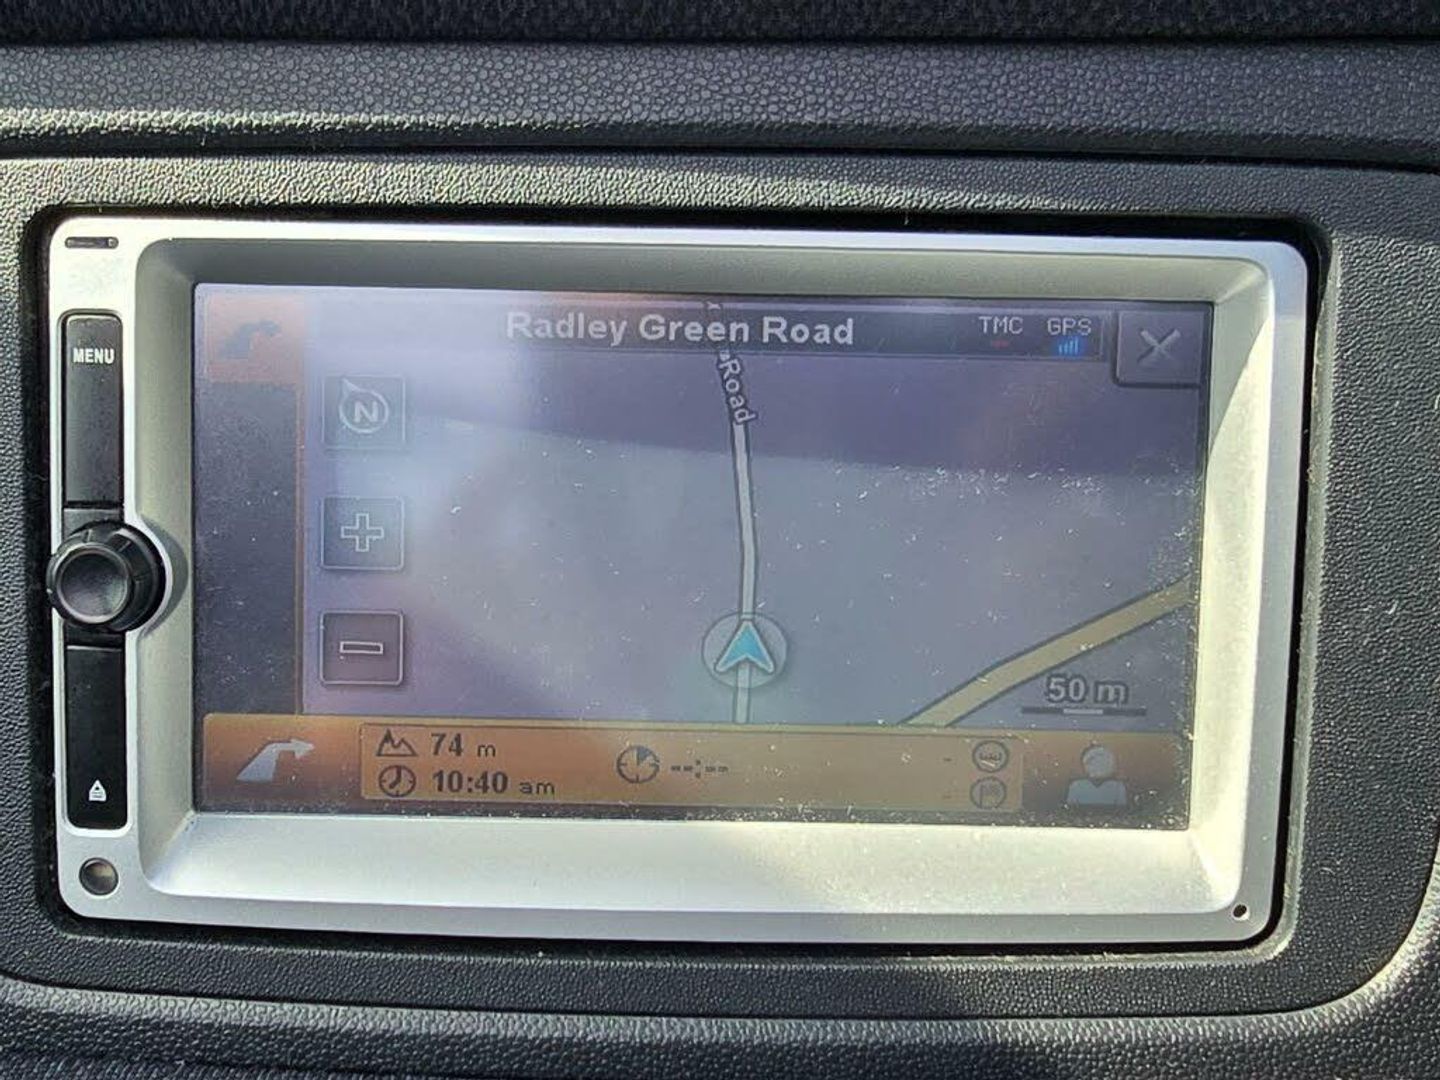 MENU
Radley Green Road
TMC
GPS
Road
N
50 m
74 m
10:40 am
--:--